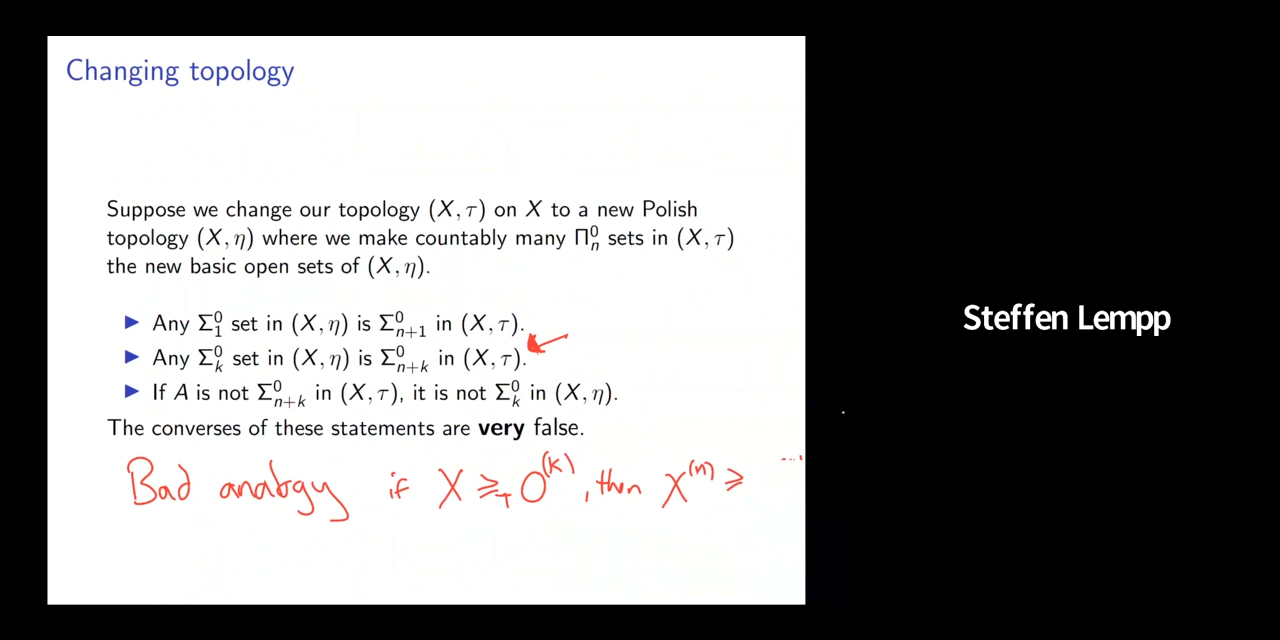 Changing topology
Suppose we change our topology (X, τ) on X to a new Polish
topology (X, η) where we make countably many Π⁰ₙ sets in (X, τ)
the new basic open sets of (X, η).
▶ Any Σ⁰₁ set in (X, η) is Σ⁰ₙ₊₁ in (X, τ).
▶ Any Σ⁰ₖ set in (X, η) is Σ⁰ₙ₊ₖ in (X, τ).
▶ If A is not Σ⁰ₙ₊ₖ in (X, τ), it is not Σ⁰ₖ in (X, η).
The converses of these statements are very false.
Bad analogy if X ≥_T 0^(k), then X^(n) ≥
Steffen Lempp